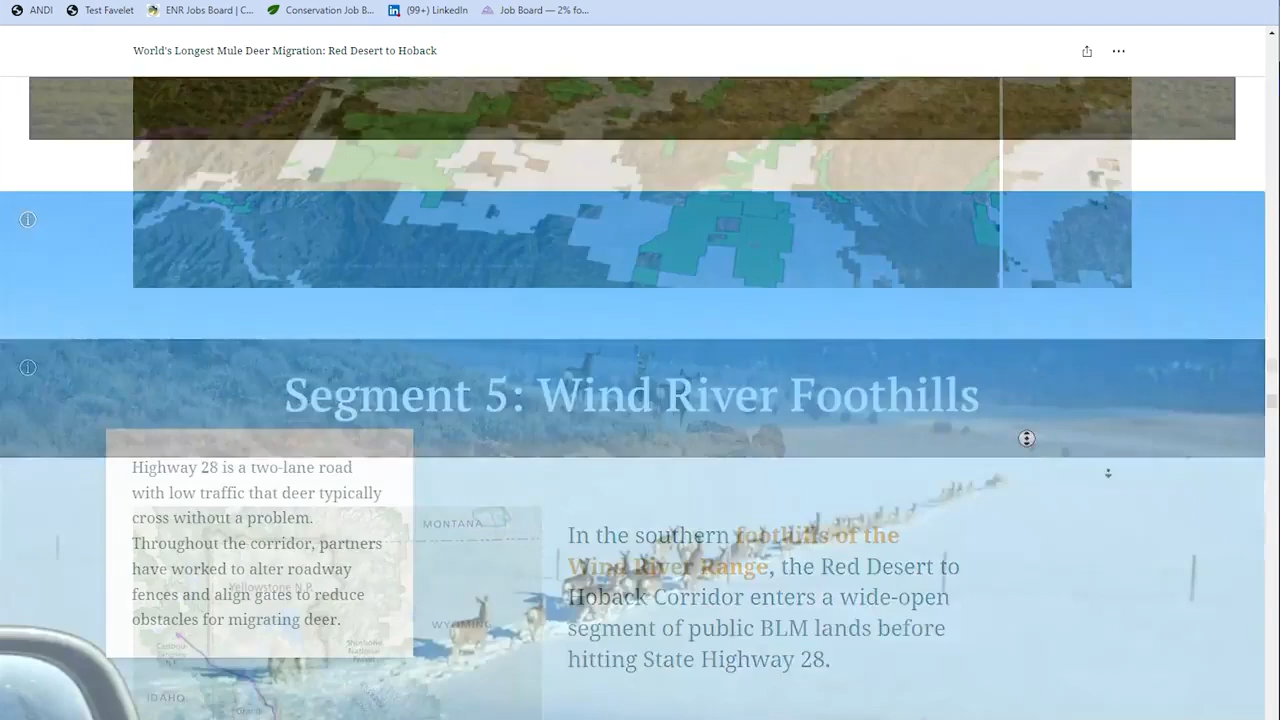 ANDI
Test Favelet
ENR Jobs Board | C...
Conservation Job B...
(99+) LinkedIn
Job Board — 2% fo...
World's Longest Mule Deer Migration: Red Desert to Hoback
Segment 5: Wind River Foothills
Highway 28 is a two-lane road
with low traffic that deer typically
cross without a problem.
Throughout the corridor, partners
have worked to alter roadway
fences and align gates to reduce
obstacles for migrating deer.
MONTANA
Yellowstone N.P.
WYOMING
IDAHO
In the southern foothills of the
Wind River Range, the Red Desert to
Hoback Corridor enters a wide-open
segment of public BLM lands before
hitting State Highway 28.